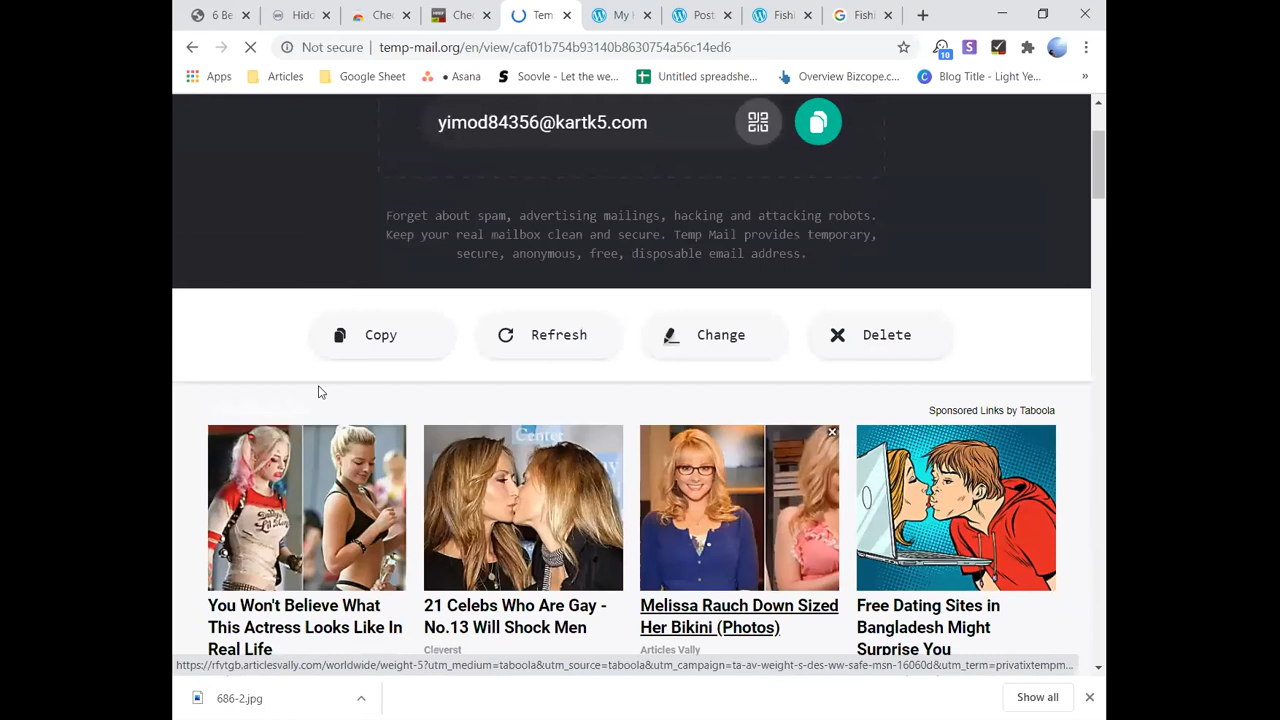 6 Be
Hidd
Chec
Chec
Tem
My H
Post
Fishi
Fishi
Not secure
temp-mail.org/en/view/caf01b754b93140b8630754a56c14ed6
10
Apps
Articles
Google Sheet
• Asana
Soovle - Let the we...
Untitled spreadshe...
Overview Bizcope.c...
Blog Title - Light Ye...
»
yimod84356@kartk5.com
Forget about spam, advertising mailings, hacking and attacking robots.
Keep your real mailbox clean and secure. Temp Mail provides temporary,
secure, anonymous, free, disposable email address.
Copy
Refresh
Change
Delete
Sponsored Links by Taboola
Center
You Won't Believe What
This Actress Looks Like In
Real Life
21 Celebs Who Are Gay -
No.13 Will Shock Men
Cleverst
Melissa Rauch Down Sized
Her Bikini (Photos)
Articles Vally
Free Dating Sites in
Bangladesh Might
Surprise You
https://rfvtgb.articlesvally.com/worldwide/weight-5?utm_medium=taboola&utm_source=taboola&utm_campaign=ta-av-weight-s-des-ww-safe-msn-16060d&utm_term=privatixtempm...
686-2.jpg
Show all